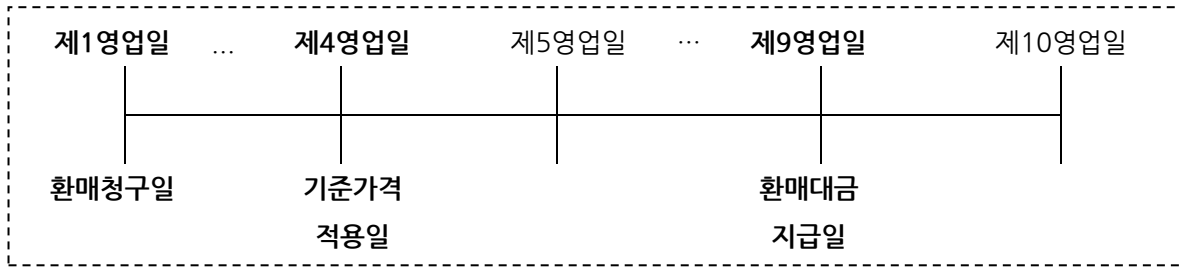 제1영업일 … 제4영업일 제5영업일 … 제9영업일 제10영업일
환매청구일 기준가격 환매대금
적용일 지급일